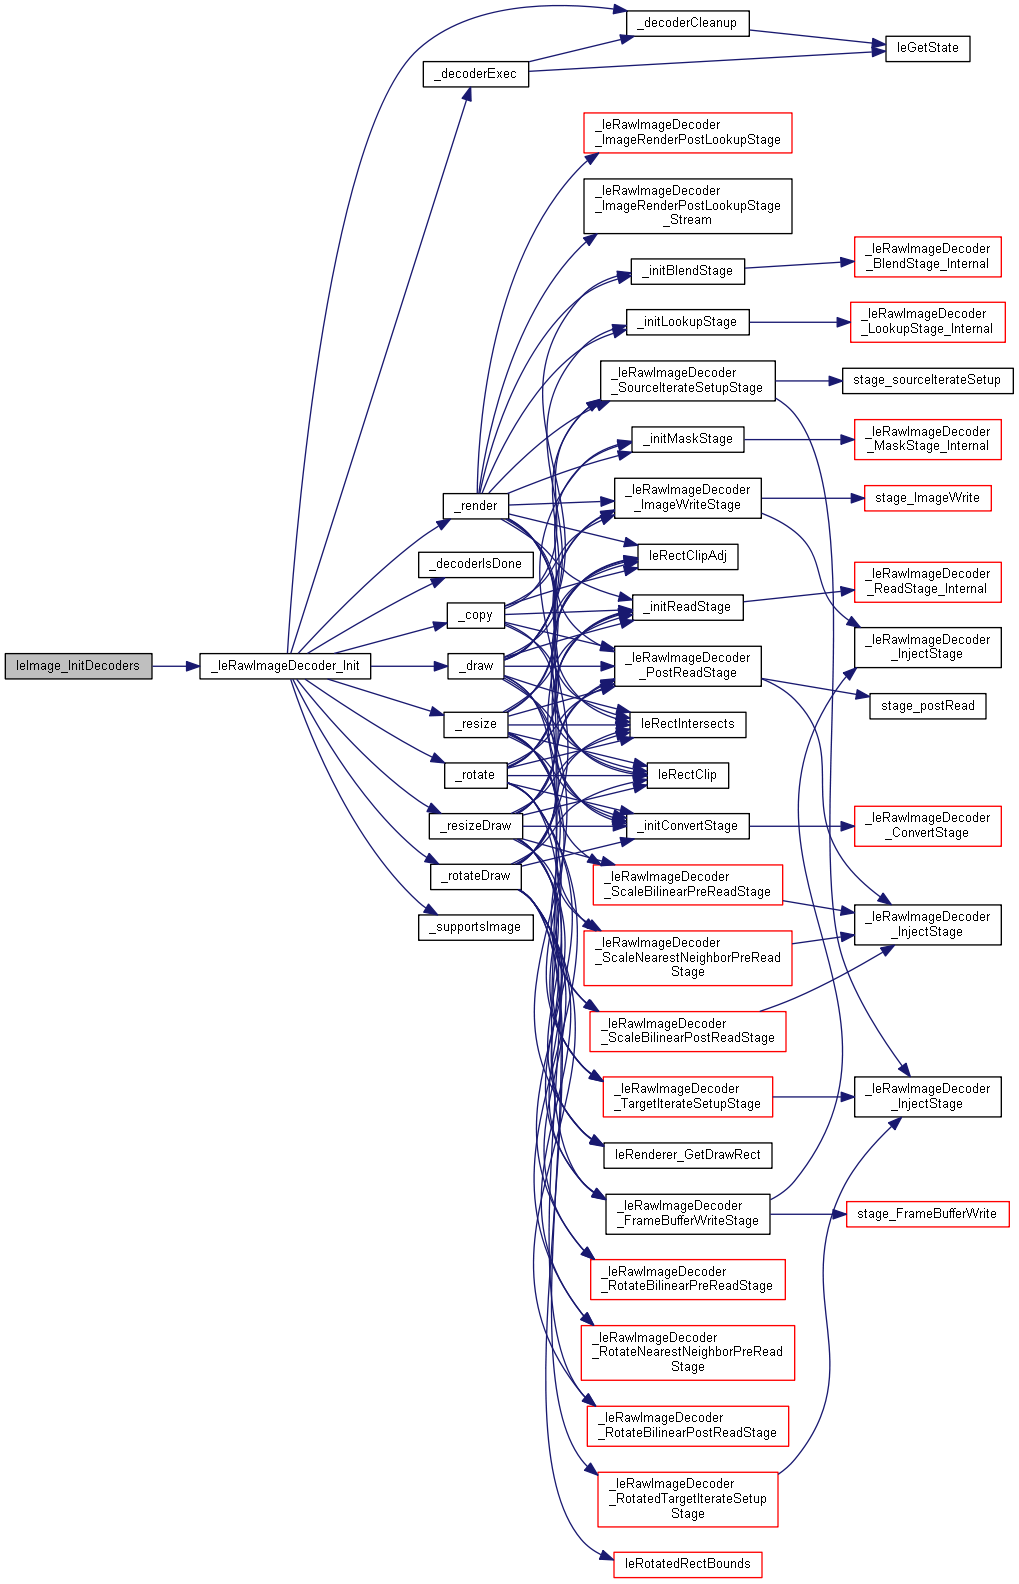 leImage_InitDecoders
_leRawImageDecoder_Init
_decoderExec
_render
_decoderIsDone
_copy
_draw
_resize
_rotate
_resizeDraw
_rotateDraw
_supportsImage
_decoderCleanup
_leRawImageDecoder
_ImageRenderPostLookupStage
_leRawImageDecoder
_ImageRenderPostLookupStage
_Stream
_initBlendStage
_initLookupStage
_leRawImageDecoder
_SourceIterateSetupStage
_initMaskStage
_leRawImageDecoder
_ImageWriteStage
leRectClipAdj
_initReadStage
_leRawImageDecoder
_PostReadStage
leRectIntersects
leRectClip
_initConvertStage
_leRawImageDecoder
_ScaleBilinearPreReadStage
_leRawImageDecoder
_ScaleNearestNeighborPreRead
Stage
_leRawImageDecoder
_ScaleBilinearPostReadStage
_leRawImageDecoder
_TargetIterateSetupStage
leRenderer_GetDrawRect
_leRawImageDecoder
_FrameBufferWriteStage
_leRawImageDecoder
_RotateBilinearPreReadStage
_leRawImageDecoder
_RotateNearestNeighborPreRead
Stage
_leRawImageDecoder
_RotateBilinearPostReadStage
_leRawImageDecoder
_RotatedTargetIterateSetup
Stage
leRotatedRectBounds
leGetState
_leRawImageDecoder
_BlendStage_Internal
_leRawImageDecoder
_LookupStage_Internal
stage_sourceIterateSetup
_leRawImageDecoder
_MaskStage_Internal
stage_ImageWrite
_leRawImageDecoder
_ReadStage_Internal
_leRawImageDecoder
_InjectStage
stage_postRead
_leRawImageDecoder
_ConvertStage
_leRawImageDecoder
_InjectStage
_leRawImageDecoder
_InjectStage
stage_FrameBufferWrite